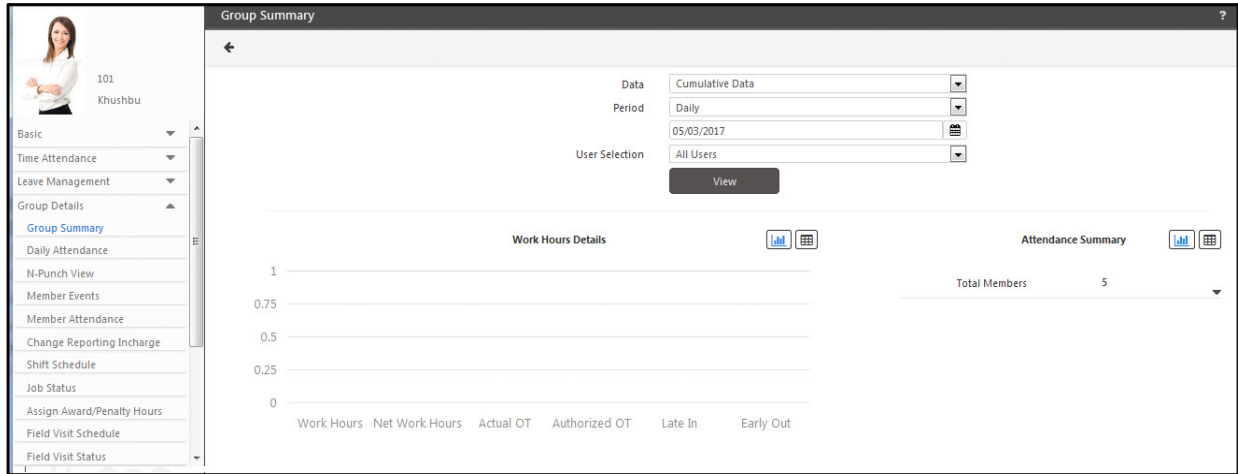 Group Summary ?
101
Khushbu
Basic
Time Attendance
Leave Management
Group Details
Group Summary
Daily Attendance
N-Punch View
Member Events
Member Attendance
Change Reporting Incharge
Shift Schedule
Job Status
Assign Award/Penalty Hours
Field Visit Schedule
Field Visit Status
Data Cumulative Data
Period Daily
05/03/2017
User Selection All Users
View
Work Hours Details
1
0.75
0.5
0.25
0
Work Hours Net Work Hours Actual OT Authorized OT Late In Early Out
Attendance Summary
Total Members 5